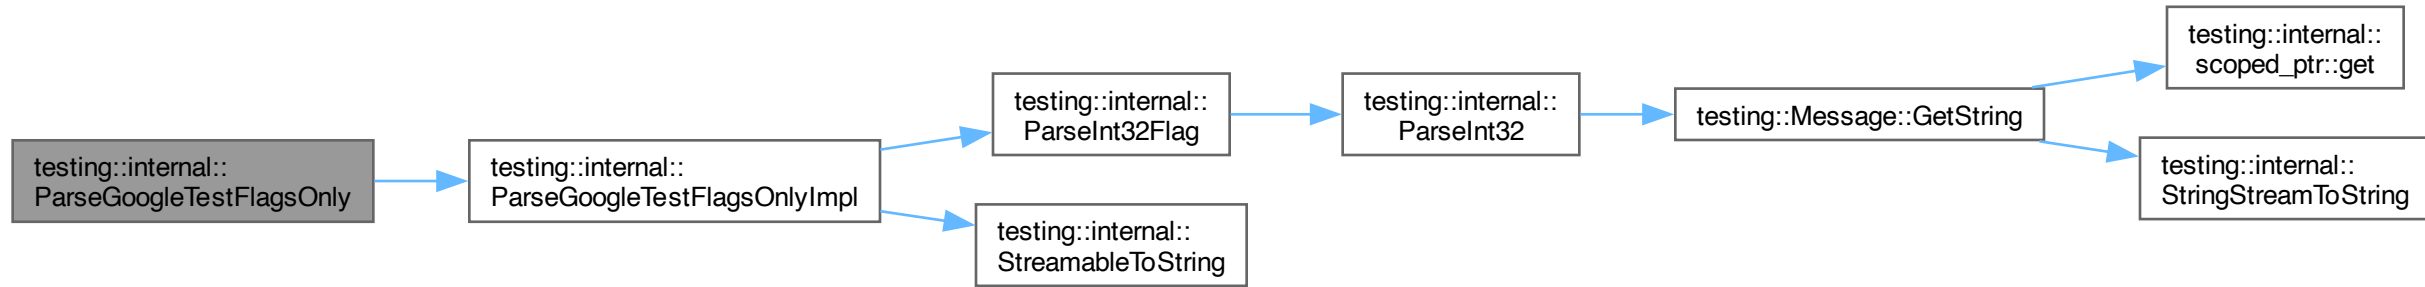 testing::internal::
ParseGoogleTestFlagsOnly
testing::internal::
ParseGoogleTestFlagsOnlyImpl
testing::internal::
ParseInt32Flag
testing::internal::
StreamableToString
testing::internal::
ParseInt32
testing::Message::GetString
testing::internal::
scoped_ptr::get
testing::internal::
StringStreamToString